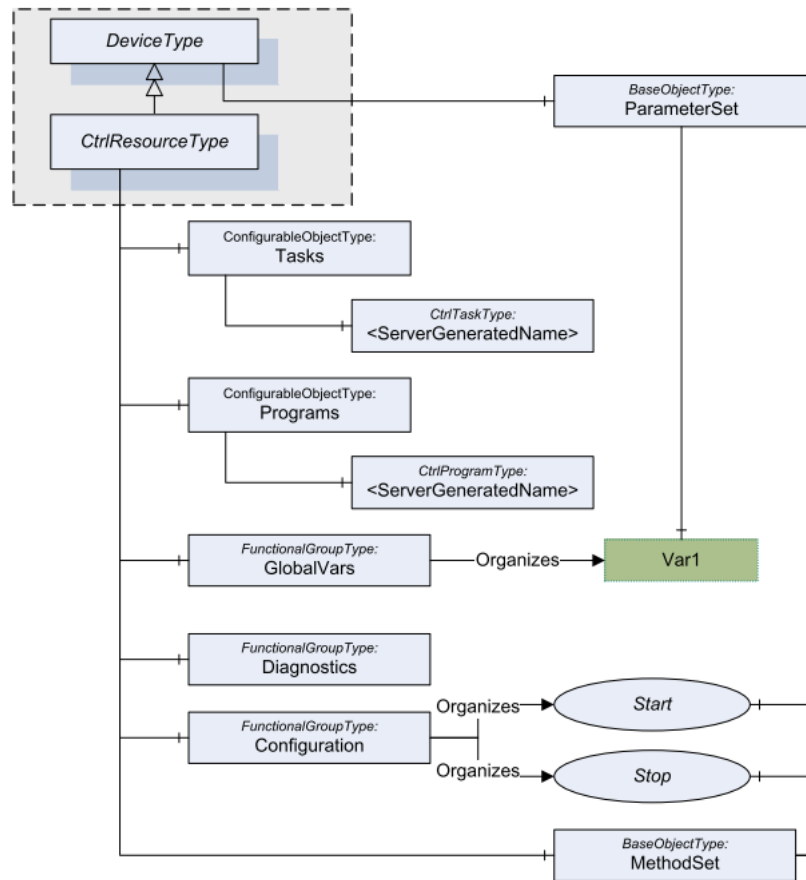 DeviceType
BaseObjectType:
ParameterSet
CtrlResourceType
ConfigurableObjectType:
Tasks
CtrlTaskType:
<ServerGeneratedName>
ConfigurableObjectType:
Programs
CtrlProgramType:
<ServerGeneratedName>
FunctionalGroupType:
GlobalVars
Organizes
Var1
FunctionalGroupType:
Diagnostics
FunctionalGroupType:
Configuration
Organizes
Start
Organizes
Stop
BaseObjectType:
MethodSet